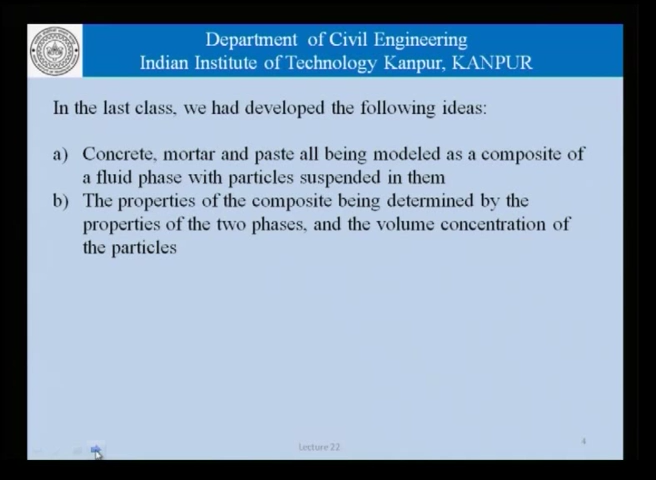 Department of Civil Engineering
Indian Institute of Technology Kanpur, KANPUR
In the last class, we had developed the following ideas:
a) Concrete, mortar and paste all being modeled as a composite of
a fluid phase with particles suspended in them
b) The properties of the composite being determined by the
properties of the two phases, and the volume concentration of
the particles
Lecture 22
4